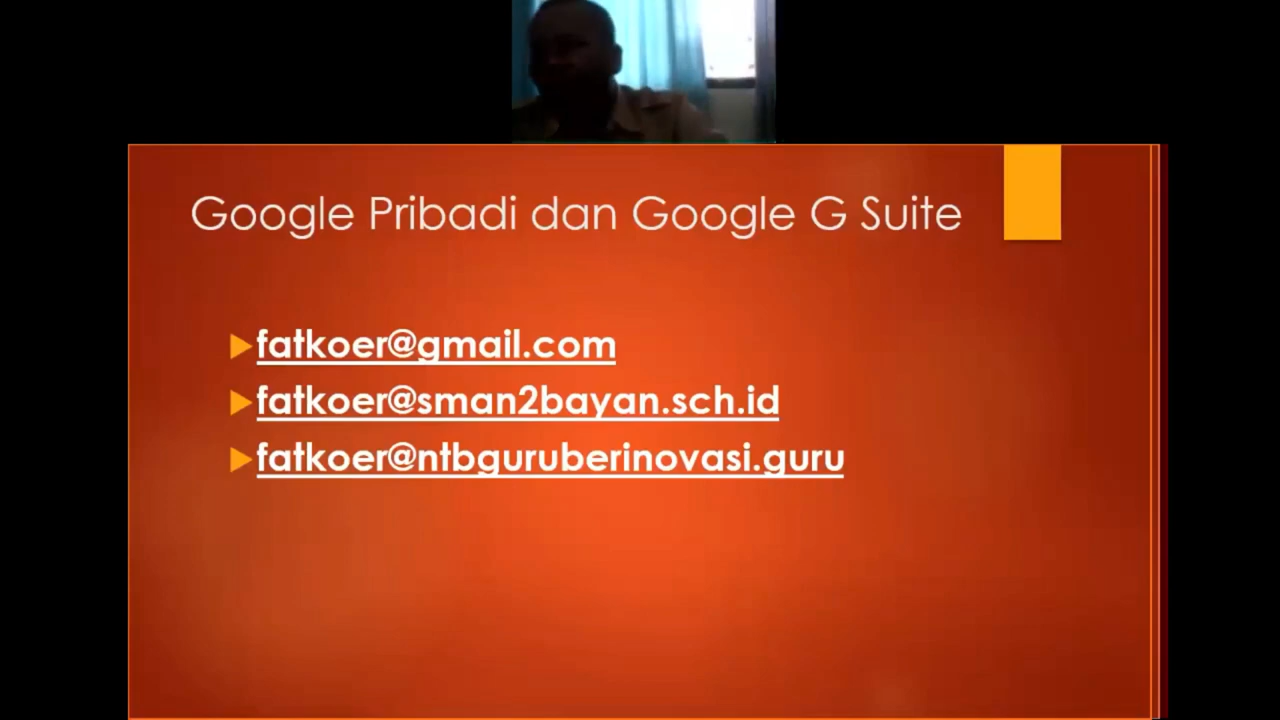 Google Pribadi dan Google G Suite
fatkoer@gmail.com
fatkoer@sman2bayan.sch.id
fatkoer@ntbguruberinovasi.guru